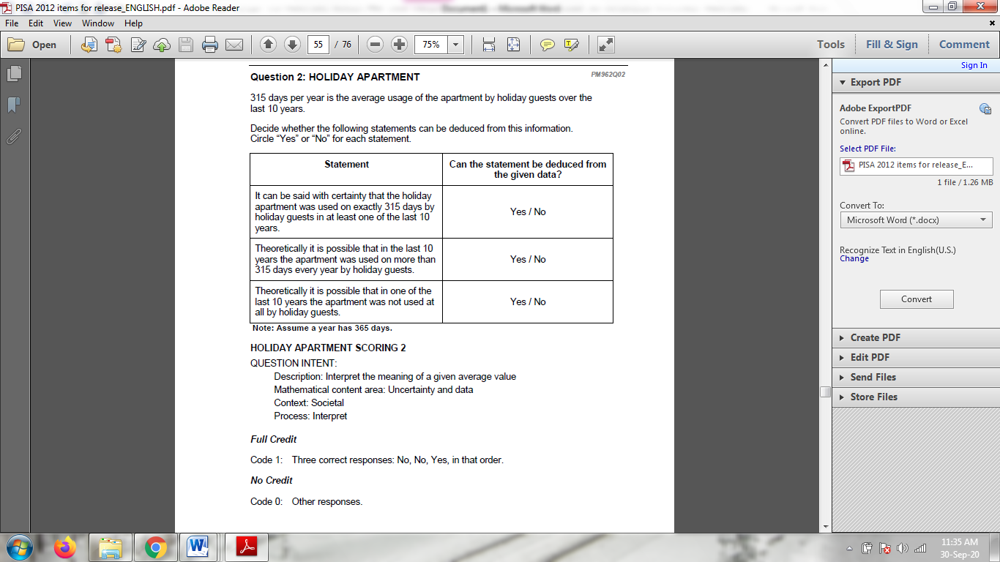 PISA 2012 items for release_ENGLISH.pdf - Adobe Reader
File Edit View Window Help
Open 55 / 76 75% Tools Fill & Sign Comment
Sign In
Question 2: HOLIDAY APARTMENT PM962Q02
315 days per year is the average usage of the apartment by holiday guests over the
last 10 years.
Decide whether the following statements can be deduced from this information.
Circle “Yes” or “No” for each statement.
Statement
Can the statement be deduced from
the given data?
It can be said with certainty that the holiday
apartment was used on exactly 315 days by
holiday guests in at least one of the last 10
years.
Yes / No
Theoretically it is possible that in the last 10
years the apartment was used on more than
315 days every year by holiday guests.
Yes / No
Theoretically it is possible that in one of the
last 10 years the apartment was not used at
all by holiday guests.
Yes / No
Note: Assume a year has 365 days.
HOLIDAY APARTMENT SCORING 2
QUESTION INTENT:
Description: Interpret the meaning of a given average value
Mathematical content area: Uncertainty and data
Context: Societal
Process: Interpret
Full Credit
Code 1: Three correct responses: No, No, Yes, in that order.
No Credit
Code 0: Other responses.
Export PDF
Adobe ExportPDF
Convert PDF files to Word or Excel
online.
Select PDF File:
PISA 2012 items for release_E...
1 file / 1.26 MB
Convert To:
Microsoft Word (*.docx)
Recognize Text in English(U.S.)
Change
Convert
Create PDF
Edit PDF
Send Files
Store Files
11:35 AM
30-Sep-20